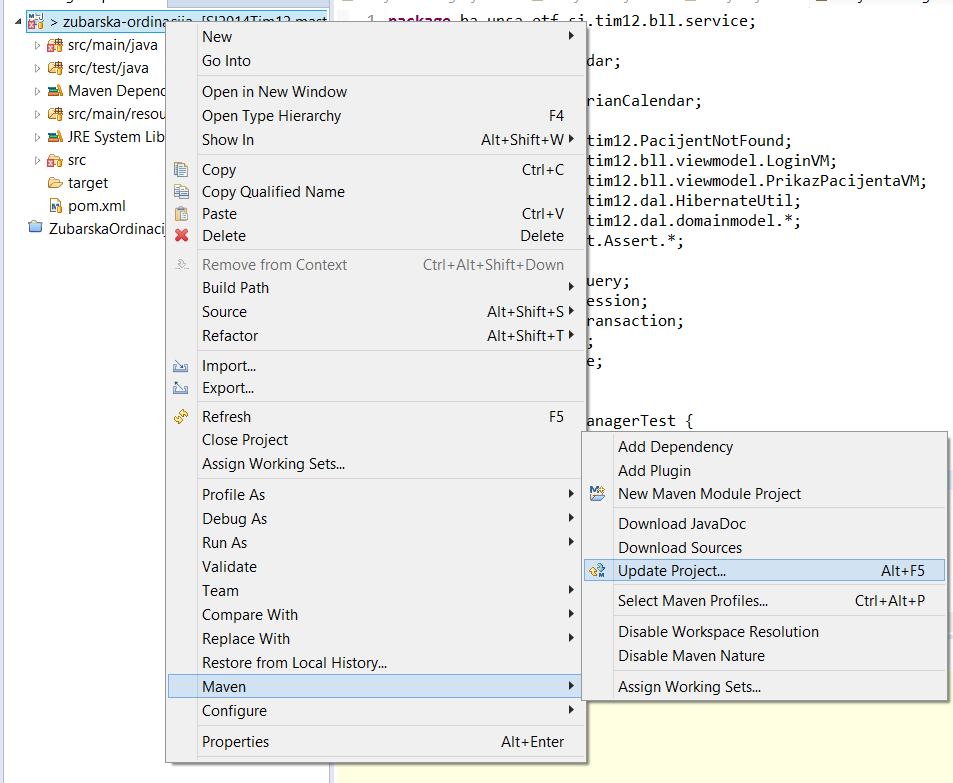 > zubarska-ordinacija [SI2014Tim12 mast
src/main/java
src/test/java
Maven Depend
src/main/resou
JRE System Lib
src
target
pom.xml
ZubarskaOrdinacij
New
Go Into
Open in New Window
Open Type Hierarchy F4
Show In Alt+Shift+W
Copy Ctrl+C
Copy Qualified Name
Paste Ctrl+V
Delete Delete
Remove from Context Ctrl+Alt+Shift+Down
Build Path
Source Alt+Shift+S
Refactor Alt+Shift+T
Import...
Export...
Refresh F5
Close Project
Assign Working Sets...
Profile As
Debug As
Run As
Validate
Team
Compare With
Replace With
Restore from Local History...
Maven
Configure
Properties Alt+Enter
1 package ba.unsa.etf.si.tim12.bll.service;
dar;
rianCalendar;
tim12.PacijentNotFound;
tim12.bll.viewmodel.LoginVM;
tim12.bll.viewmodel.PrikazPacijentaVM;
tim12.dal.HibernateUtil;
tim12.dal.domainmodel.*;
t.Assert.*;
uery;
ession;
ransaction;
;
e;
anagerTest {
Add Dependency
Add Plugin
New Maven Module Project
Download JavaDoc
Download Sources
Update Project... Alt+F5
Select Maven Profiles... Ctrl+Alt+P
Disable Workspace Resolution
Disable Maven Nature
Assign Working Sets...